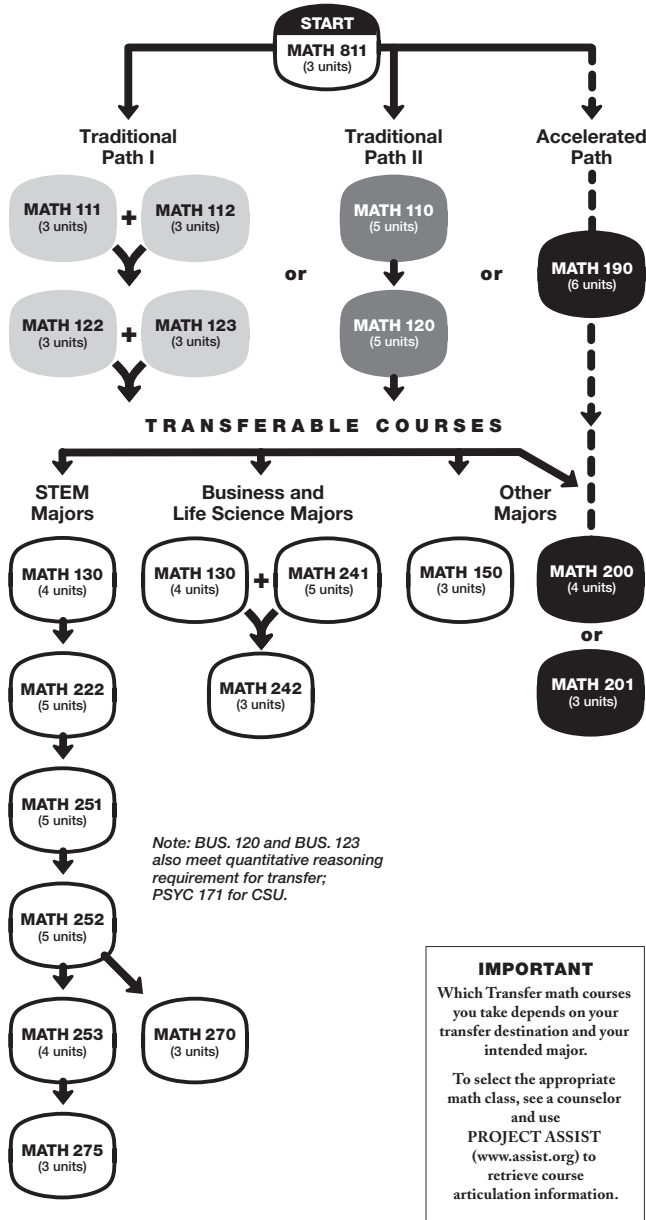 START
MATH 811
(3 units)
Traditional
Path I
Traditional
Path II
Accelerated
Path
MATH 111
(3 units)
+
MATH 112
(3 units)
MATH 110
(5 units)
or
or
MATH 190
(6 units)
MATH 122
(3 units)
+
MATH 123
(3 units)
MATH 120
(5 units)
TRANSFERABLE COURSES
STEM
Majors
Business and
Life Science Majors
Other
Majors
MATH 130
(4 units)
MATH 130
(4 units)
+
MATH 241
(5 units)
MATH 150
(3 units)
MATH 200
(4 units)
or
MATH 222
(5 units)
MATH 242
(3 units)
MATH 201
(3 units)
MATH 251
(5 units)
Note: BUS. 120 and BUS. 123
also meet quantitative reasoning
requirement for transfer;
PSYC 171 for CSU.
MATH 252
(5 units)
MATH 253
(4 units)
MATH 270
(3 units)
MATH 275
(3 units)
IMPORTANT
Which Transfer math courses
you take depends on your
transfer destination and your
intended major.
To select the appropriate
math class, see a counselor
and use
PROJECT ASSIST
(www.assist.org) to
retrieve course
articulation information.